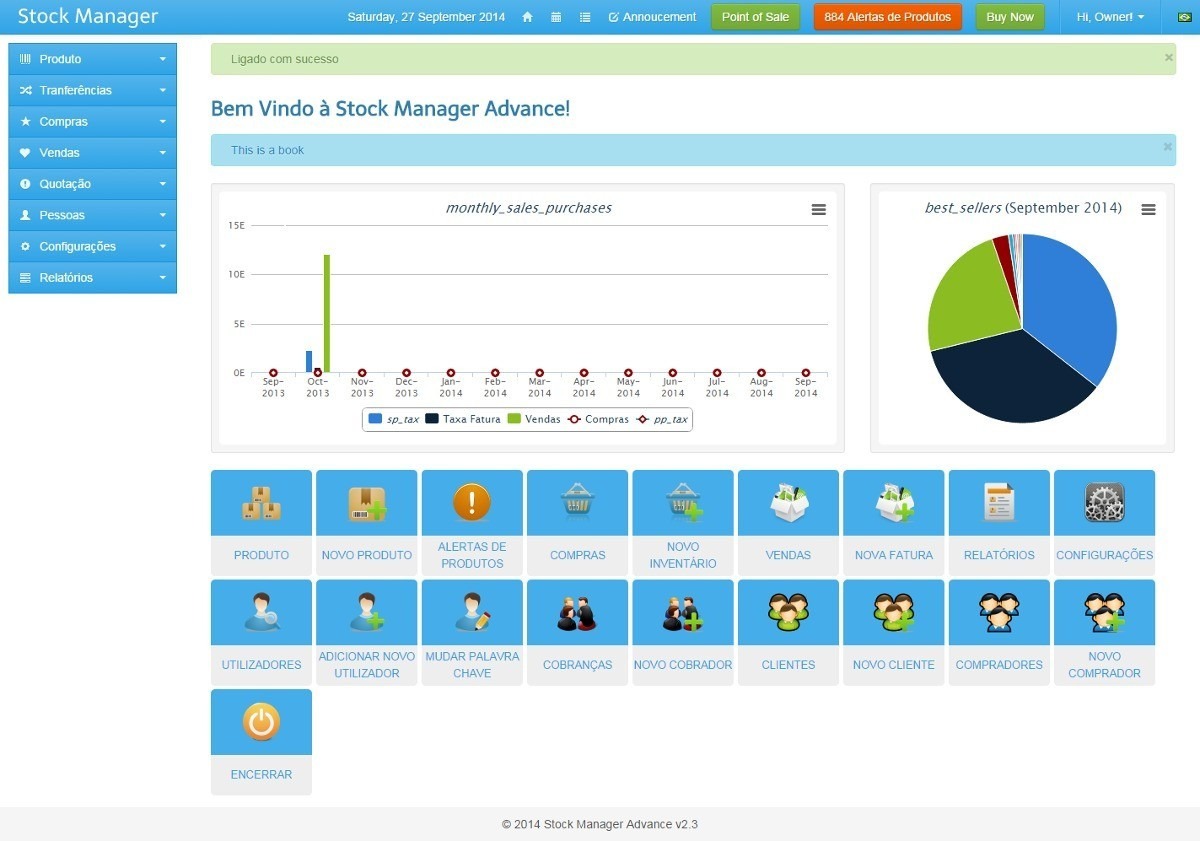 Stock Manager
Saturday, 27 September 2014
Annoucement
Point of Sale
884 Alertas de Produtos
Buy Now
Hi, Owner!
Produto
Tranferências
Compras
Vendas
Quotação
Pessoas
Configurações
Relatórios
Ligado com sucesso
×
Bem Vindo à Stock Manager Advance!
This is a book
×
monthly_sales_purchases
15E
10E
5E
0E
Sep-
2013
Oct-
2013
Nov-
2013
Dec-
2013
Jan-
2014
Feb-
2014
Mar-
2014
Apr-
2014
May-
2014
Jun-
2014
Jul-
2014
Aug-
2014
Sep-
2014
sp_tax Taxa Fatura Vendas Compras pp_tax
best_sellers (September 2014)
PRODUTO
NOVO PRODUTO
ALERTAS DE
PRODUTOS
COMPRAS
NOVO
INVENTÁRIO
VENDAS
NOVA FATURA
RELATÓRIOS
CONFIGURAÇÕES
UTILIZADORES
ADICIONAR NOVO
UTILIZADOR
MUDAR PALAVRA
CHAVE
COBRANÇAS
NOVO COBRADOR
CLIENTES
NOVO CLIENTE
COMPRADORES
NOVO
COMPRADOR
ENCERRAR
© 2014 Stock Manager Advance v2.3